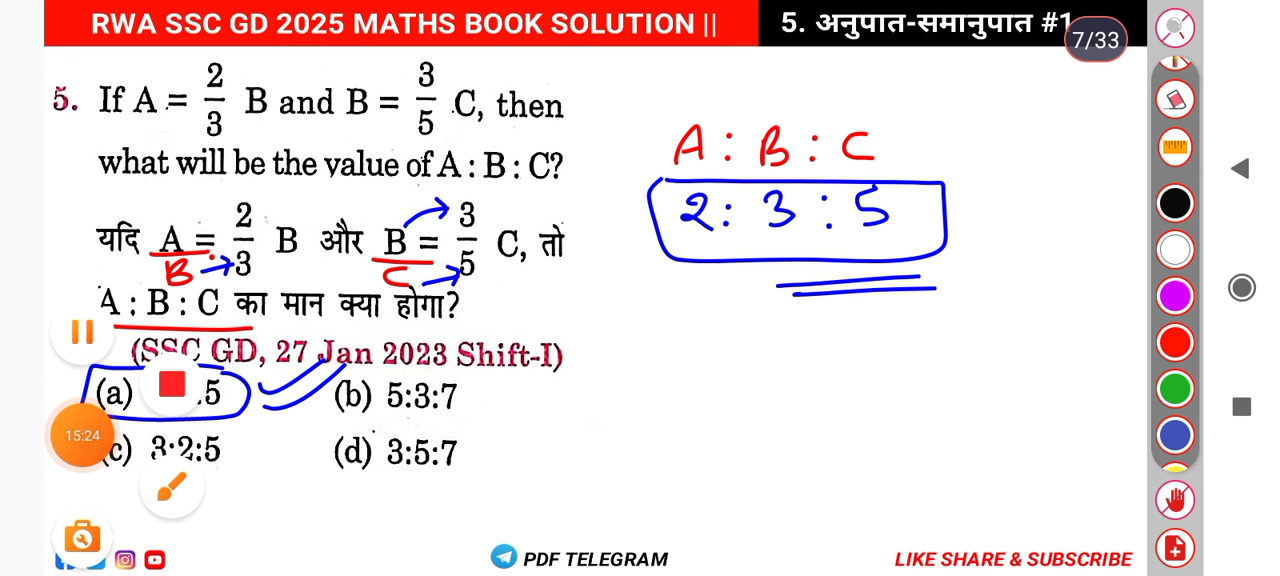 RWA SSC GD 2025 MATHS BOOK SOLUTION ||
5. अनुपात-समानुपात #1
7/33
5. If A = 2/3 B and B = 3/5 C, then
what will be the value of A : B : C?
यदि A = 2/3 B और B = 3/5 C, तो
B C
A : B : C का मान क्या होगा?
(SSC GD, 27 Jan 2023 Shift-I)
(a) 5 (b) 5:3:7
c) 3:2:5 (d) 3:5:7
A : B : C
2 : 3 : 5
15:24
PDF TELEGRAM
LIKE SHARE & SUBSCRIBE